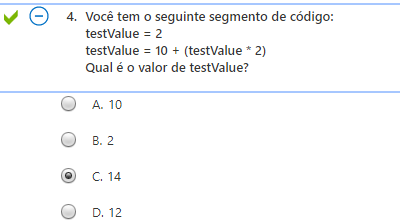 4. Você tem o seguinte segmento de código:
testValue = 2
testValue = 10 + (testValue * 2)
Qual é o valor de testValue?
A. 10
B. 2
C. 14
D. 12